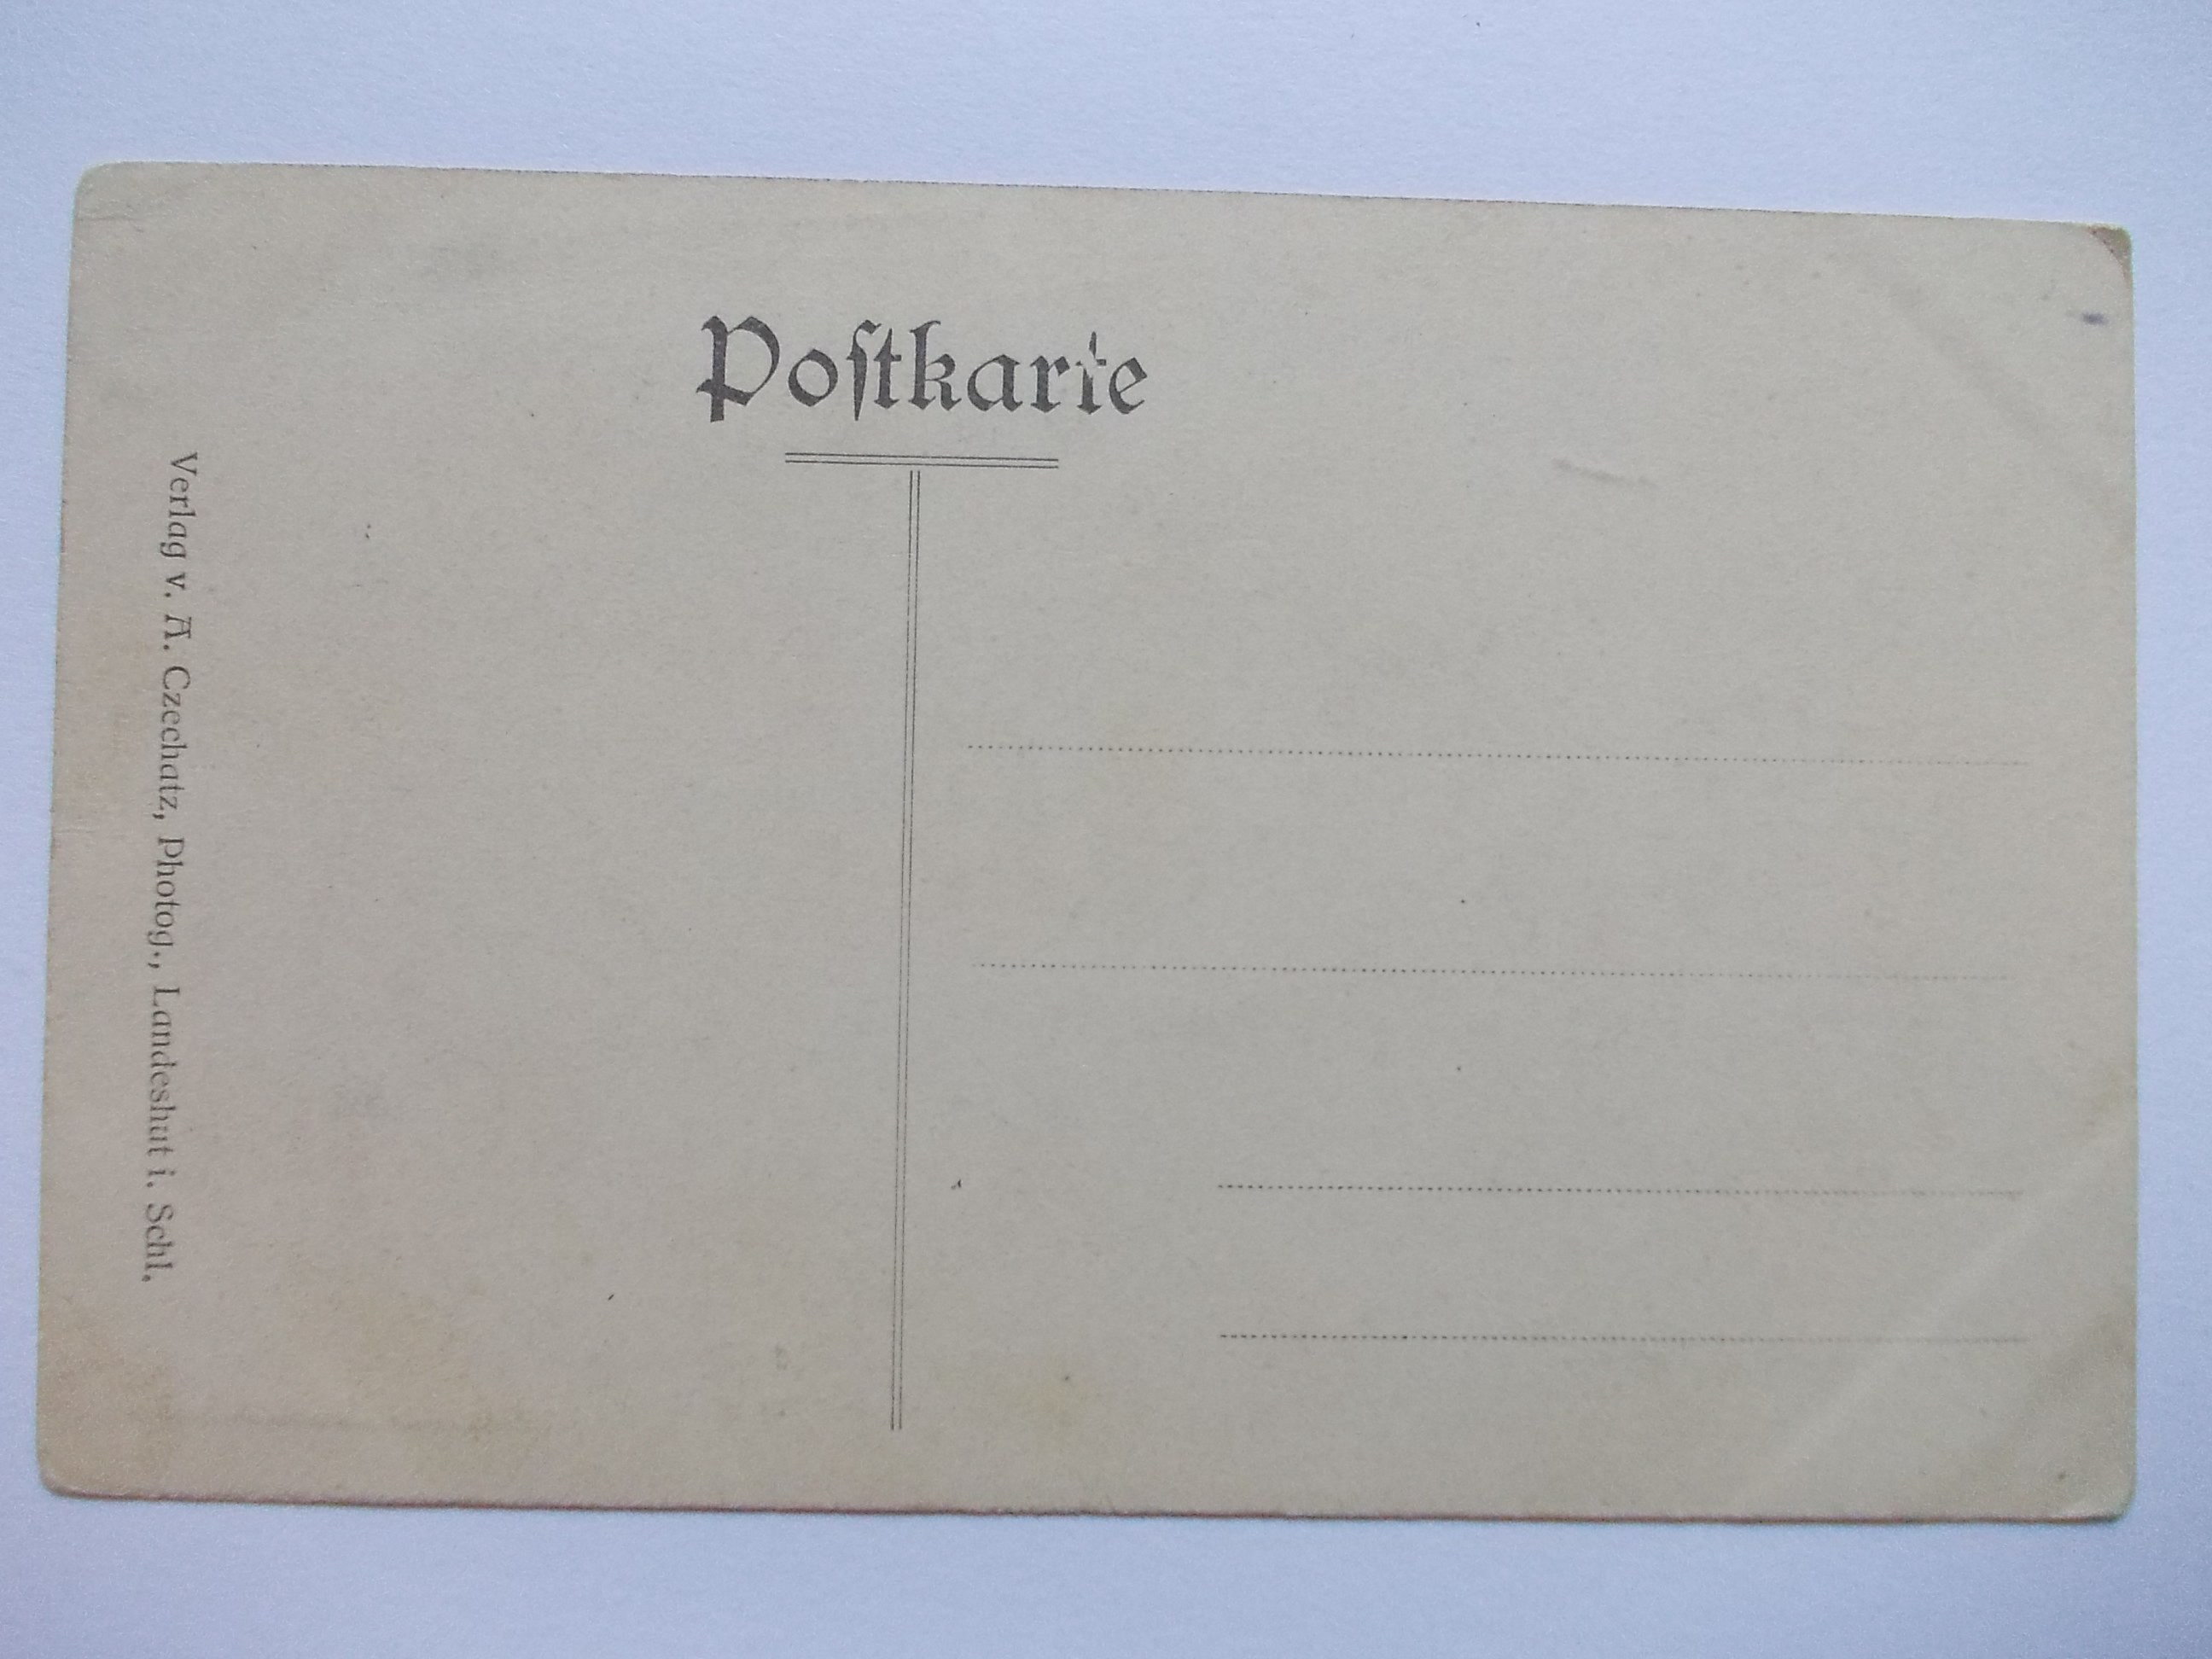 Poſtkarte
Verlag v. A. Czechatz, Photog., Landeshut i. Schl.